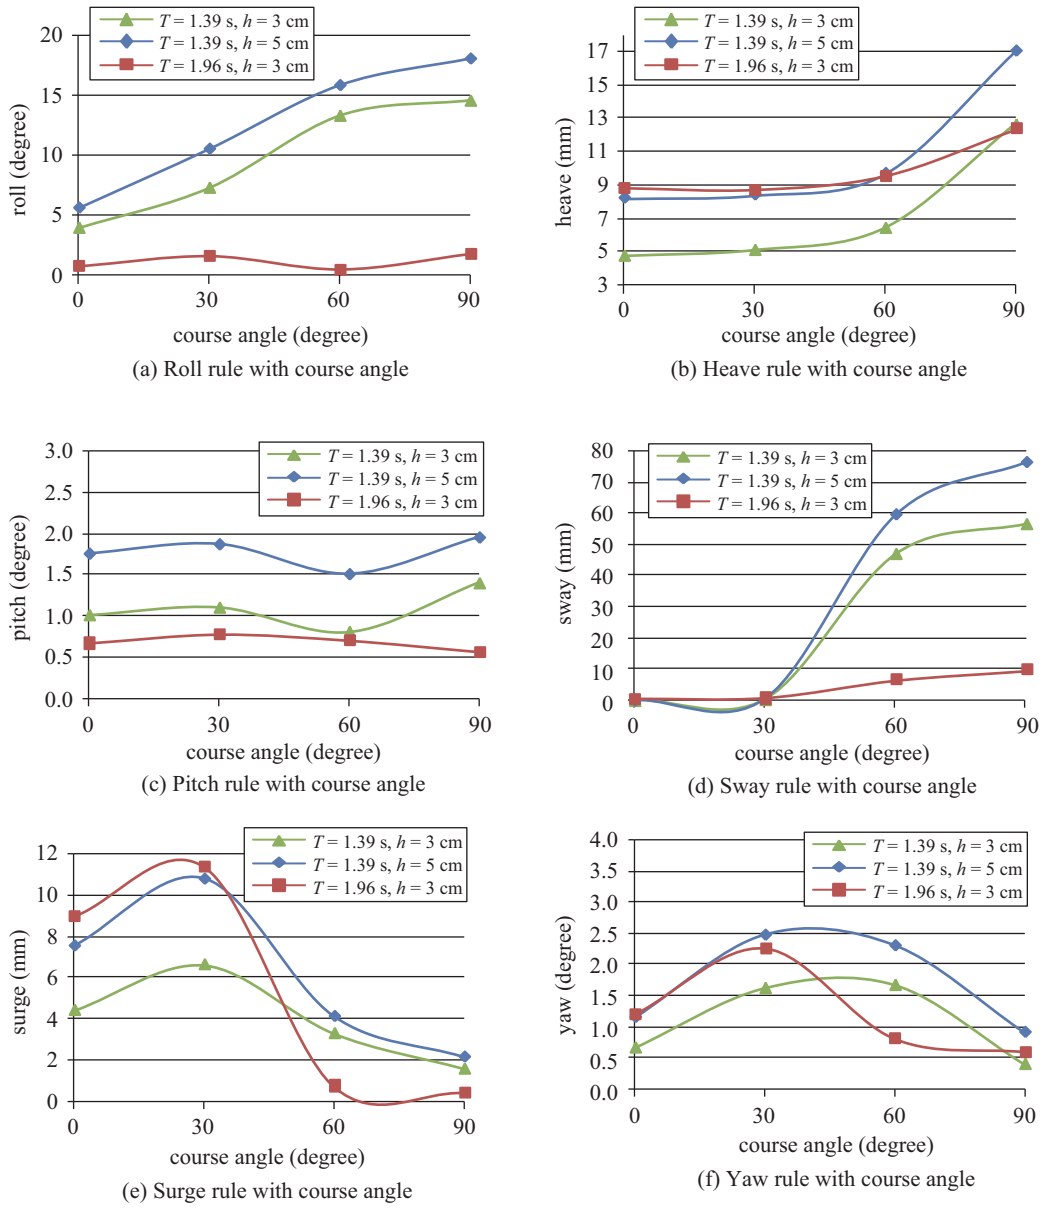 T = 1.39 s, h = 3 cm
T = 1.39 s, h = 5 cm
T = 1.96 s, h = 3 cm
20
15
10
5
0
roll (degree)
0 30 60 90
course angle (degree)
(a) Roll rule with course angle
T = 1.39 s, h = 3 cm
T = 1.39 s, h = 5 cm
T = 1.96 s, h = 3 cm
17
15
13
11
9
7
5
3
heave (mm)
0 30 60 90
course angle (degree)
(b) Heave rule with course angle
T = 1.39 s, h = 3 cm
T = 1.39 s, h = 5 cm
T = 1.96 s, h = 3 cm
3.0
2.5
2.0
1.5
1.0
0.5
0.0
pitch (degree)
0 30 60 90
course angle (degree)
(c) Pitch rule with course angle
T = 1.39 s, h = 3 cm
T = 1.39 s, h = 5 cm
T = 1.96 s, h = 3 cm
80
70
60
50
40
30
20
10
0
sway (mm)
0 30 60 90
course angle (degree)
(d) Sway rule with course angle
T = 1.39 s, h = 3 cm
T = 1.39 s, h = 5 cm
T = 1.96 s, h = 3 cm
12
10
8
6
4
2
0
surge (mm)
0 30 60 90
course angle (degree)
(e) Surge rule with course angle
T = 1.39 s, h = 3 cm
T = 1.39 s, h = 5 cm
T = 1.96 s, h = 3 cm
4.0
3.5
3.0
2.5
2.0
1.5
1.0
0.5
0.0
yaw (degree)
0 30 60 90
course angle (degree)
(f) Yaw rule with course angle